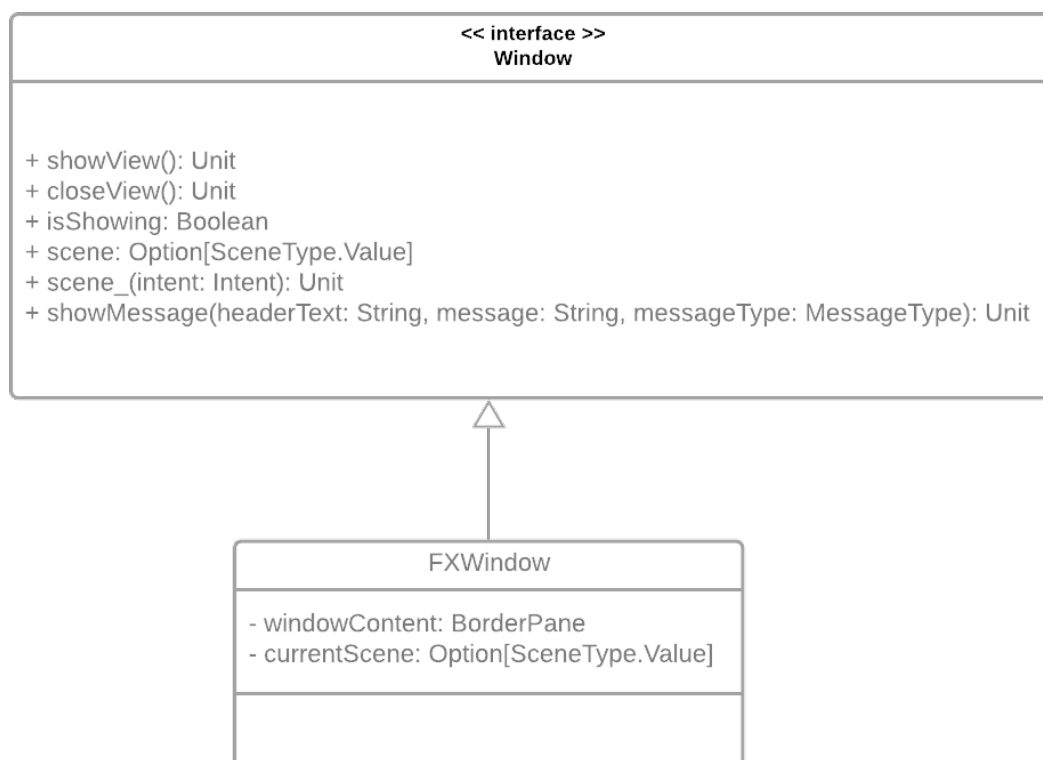 << interface >>
Window
+ showView(): Unit
+ closeView(): Unit
+ isShowing: Boolean
+ scene: Option[SceneType.Value]
+ scene_(intent: Intent): Unit
+ showMessage(headerText: String, message: String, messageType: MessageType): Unit
FXWindow
- windowContent: BorderPane
- currentScene: Option[SceneType.Value]